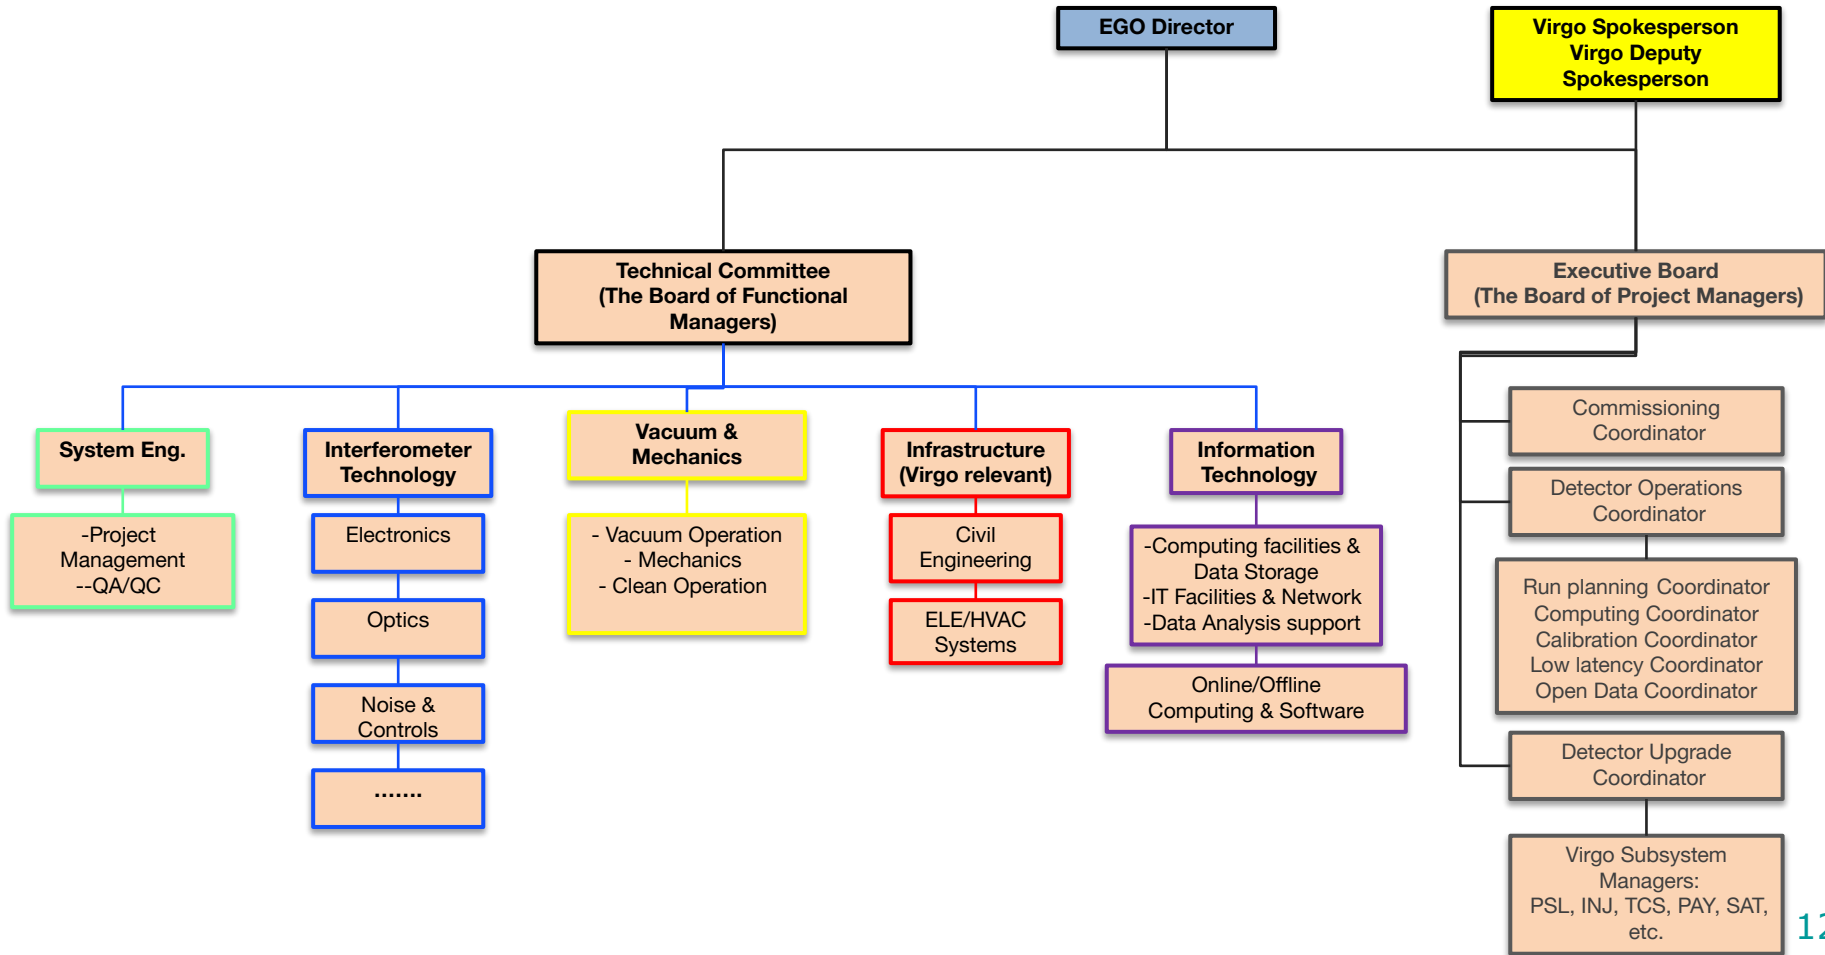 EGO Director
Virgo Spokesperson
Virgo Deputy
Spokesperson
Technical Committee
(The Board of Functional
Managers)
Executive Board
(The Board of Project Managers)
System Eng.
-Project
Management
--QA/QC
Interferometer
Technology
Electronics
Optics
Noise &
Controls
.......
Vacuum &
Mechanics
- Vacuum Operation
- Mechanics
- Clean Operation
Infrastructure
(Virgo relevant)
Civil
Engineering
ELE/HVAC
Systems
Information
Technology
-Computing facilities &
Data Storage
-IT Facilities & Network
-Data Analysis support
Online/Offline
Computing & Software
Commissioning
Coordinator
Detector Operations
Coordinator
Run planning Coordinator
Computing Coordinator
Calibration Coordinator
Low latency Coordinator
Open Data Coordinator
Detector Upgrade
Coordinator
Virgo Subsystem
Managers:
PSL, INJ, TCS, PAY, SAT,
etc.
12